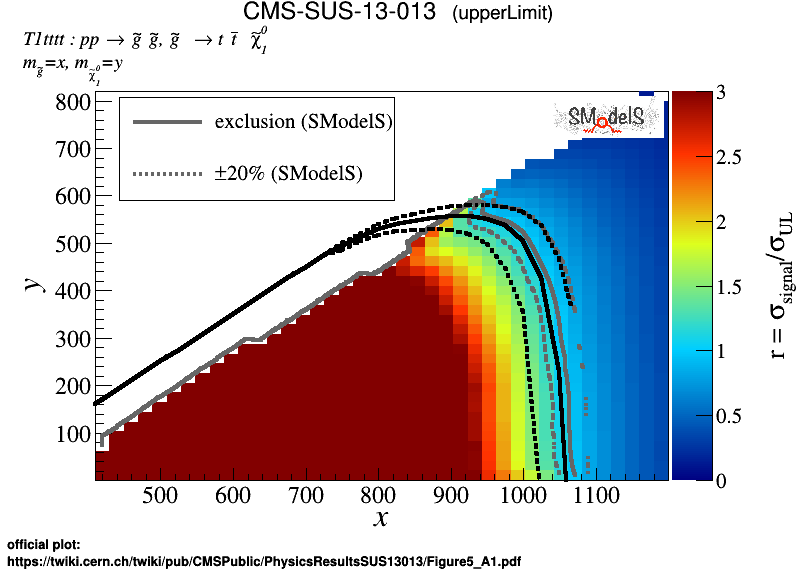 CMS-SUS-13-013 (upperLimit)
T1tttt : pp → g̃ g̃, g̃ → t t̄ χ̃₁⁰
m_g̃=x, m_χ̃₁⁰=y
exclusion (SModelS)
±20% (SModelS)
SModelS
800
700
600
500
400
300
200
100
y
500 600 700 800 900 1000 1100
x
3
2.5
2
1.5
1
0.5
0
r = σ_signal/σ_UL
official plot:
https://twiki.cern.ch/twiki/pub/CMSPublic/PhysicsResultsSUS13013/Figure5_A1.pdf